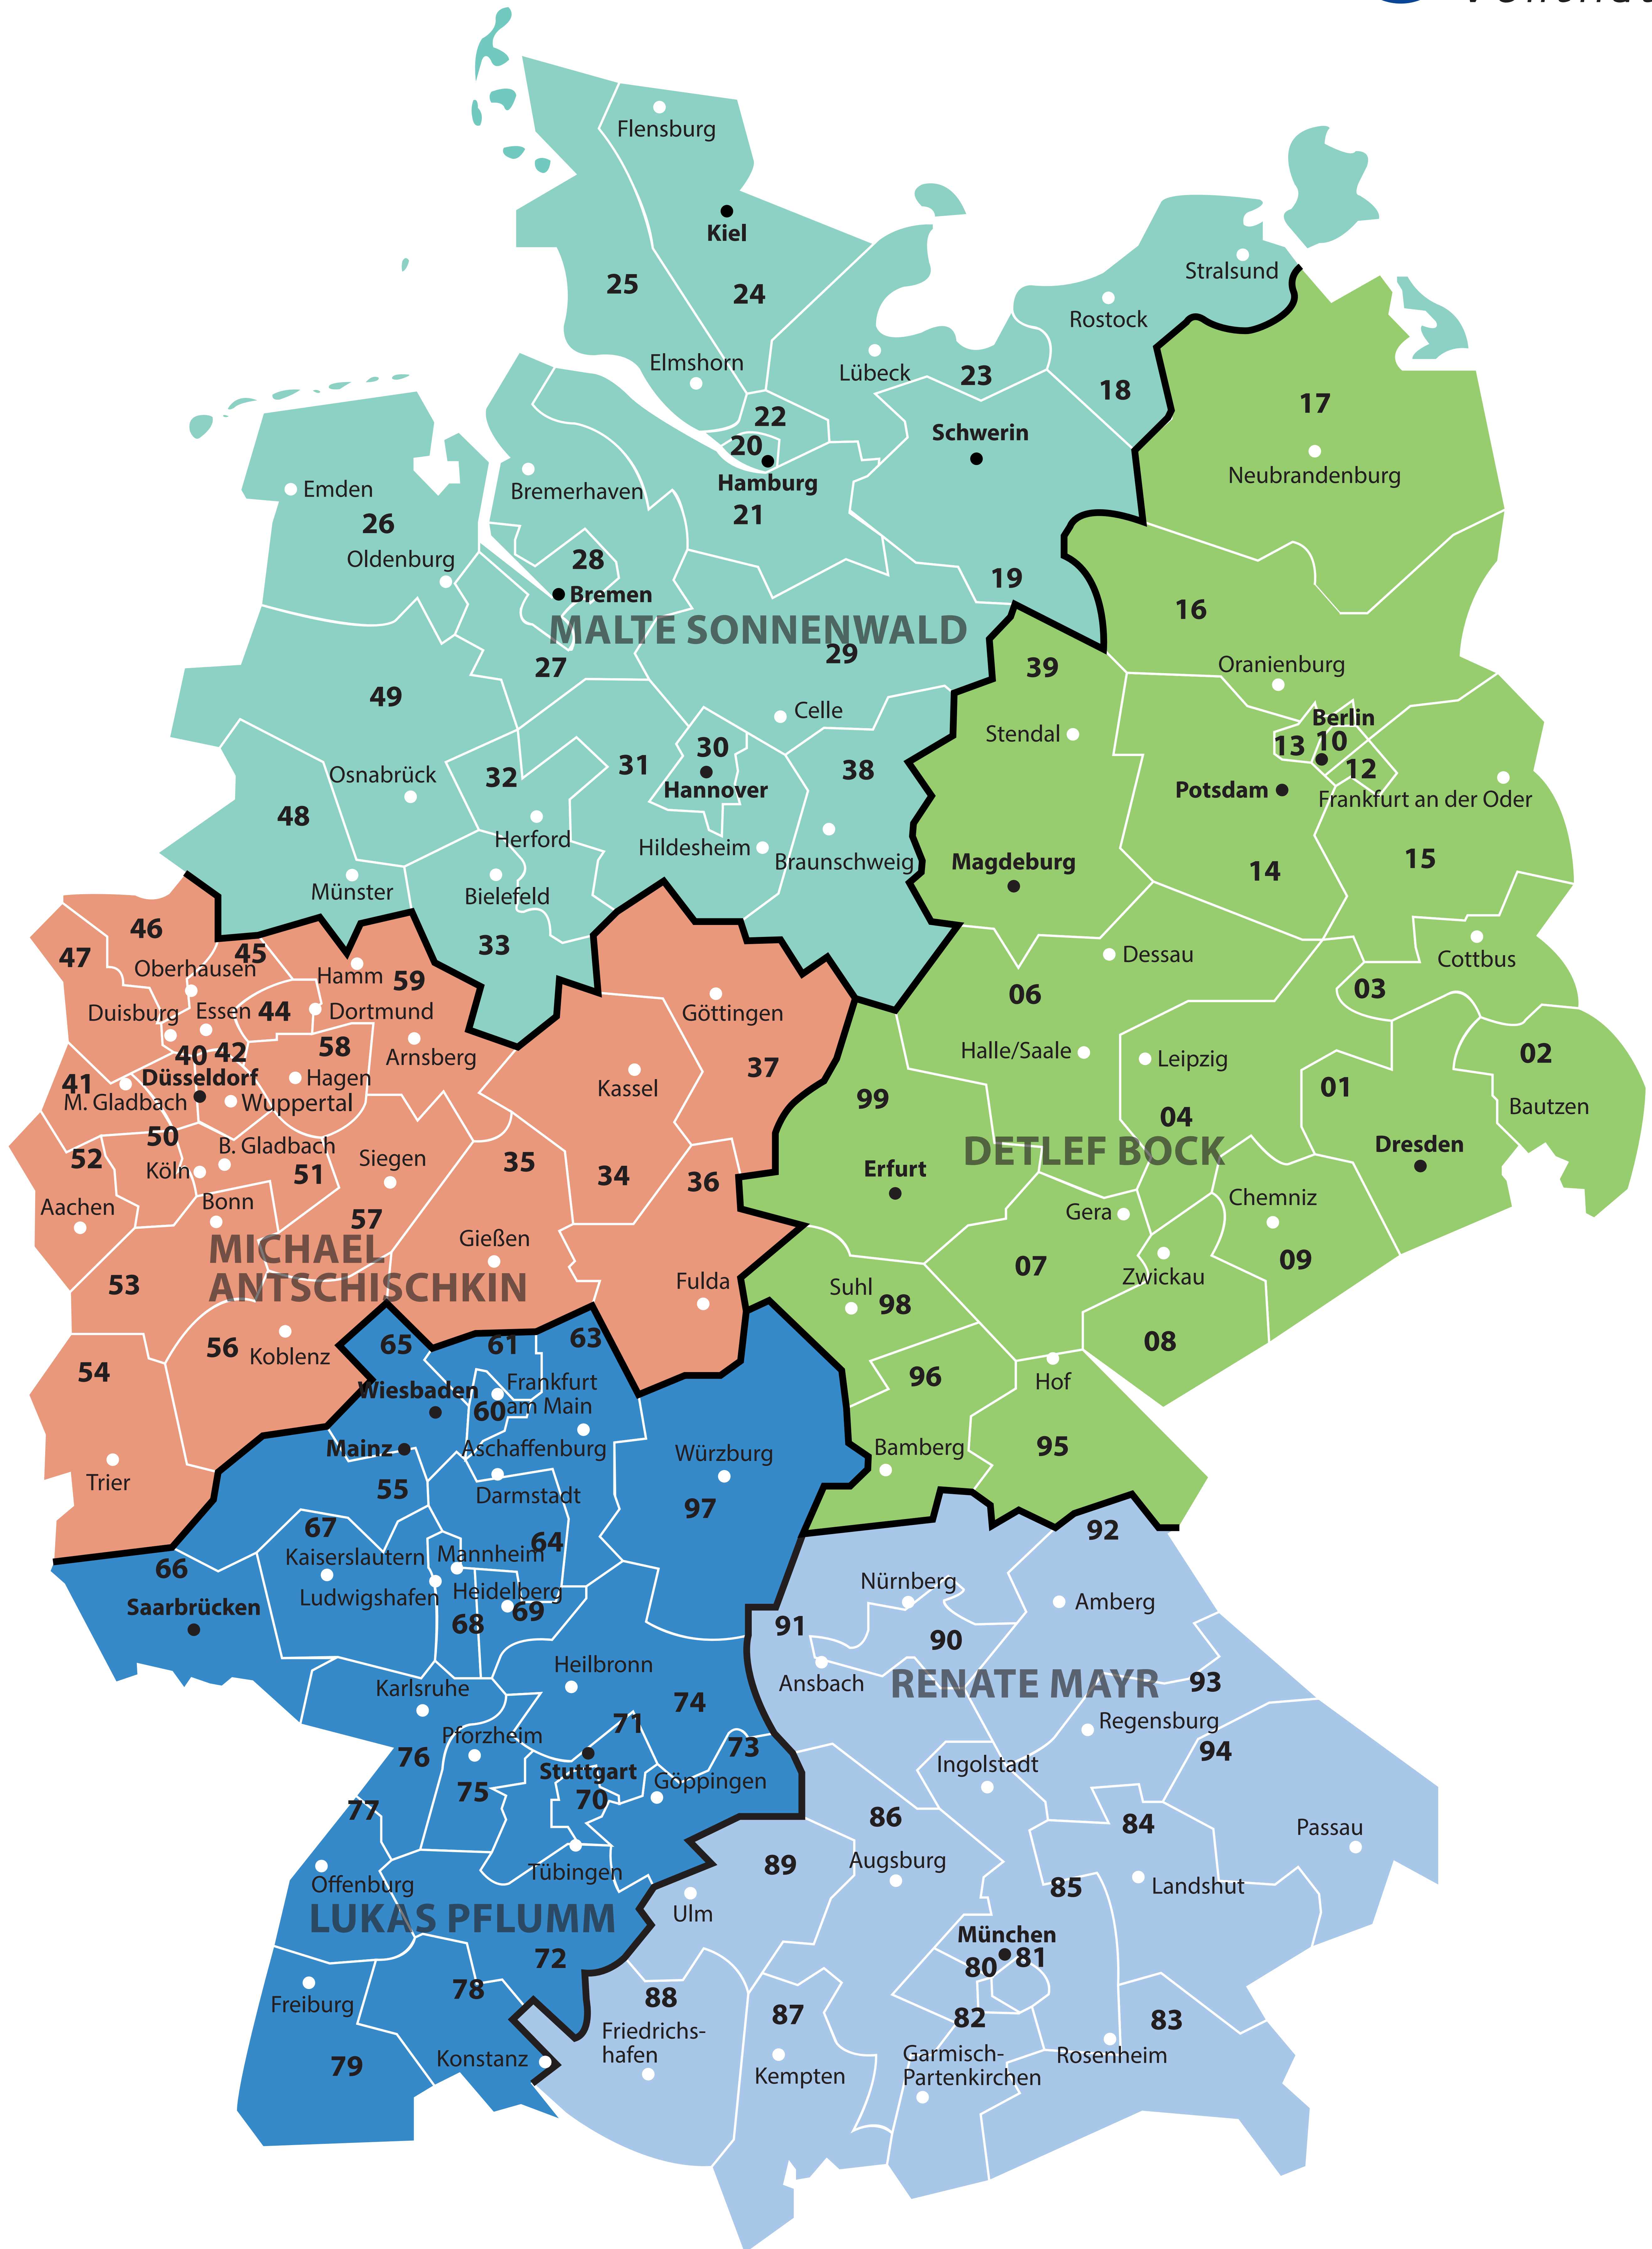 Flensburg
Kiel
25
24
Stralsund
Rostock
Elmshorn
Lübeck
23
18
17
22
20
Schwerin
Hamburg
21
Neubrandenburg
Emden
26
Bremerhaven
Oldenburg
28
Bremen
19
16
MALTE SONNENWALD
29
27
39
Oranienburg
49
Celle
Stendal
Berlin
13
10
12
30
31
32
38
Osnabrück
Hannover
Potsdam
Frankfurt an der Oder
48
Herford
Hildesheim
Braunschweig
Magdeburg
14
15
Münster
Bielefeld
33
46
47
45
Oberhausen
Hamm
59
Dessau
Cottbus
03
06
Duisburg
Essen
44
Dortmund
Göttingen
40
42
58
Arnsberg
Halle/Saale
Leipzig
02
41
Düsseldorf
Hagen
Kassel
37
01
M. Gladbach
Wuppertal
99
04
Bautzen
50
B. Gladbach
52
Köln
51
Siegen
35
34
36
DETLEF BOCK
Dresden
Erfurt
Aachen
Bonn
57
Gera
Chemniz
Gießen
MICHAEL
ANTSCHISCHKIN
53
Fulda
Suhl
98
07
Zwickau
09
56
Koblenz
65
61
63
08
54
96
Hof
Wiesbaden
Frankfurt
am Main
60
Mainz
Aschaffenburg
Würzburg
Bamberg
95
Trier
55
Darmstadt
97
67
64
92
66
Kaiserslautern
Mannheim
Nürnberg
Amberg
Saarbrücken
Ludwigshafen
Heidelberg
68
69
91
90
Heilbronn
Ansbach
RENATE MAYR
93
Karlsruhe
74
71
Pforzheim
Regensburg
73
94
76
Stuttgart
Göppingen
Ingolstadt
75
70
77
86
84
Passau
Tübingen
89
Augsburg
85
Landshut
Offenburg
LUKAS PFLUMM
Ulm
72
München
80
81
78
88
Freiburg
87
82
83
Friedrichs-
hafen
Konstanz
Garmisch-
Partenkirchen
Rosenheim
79
Kempten